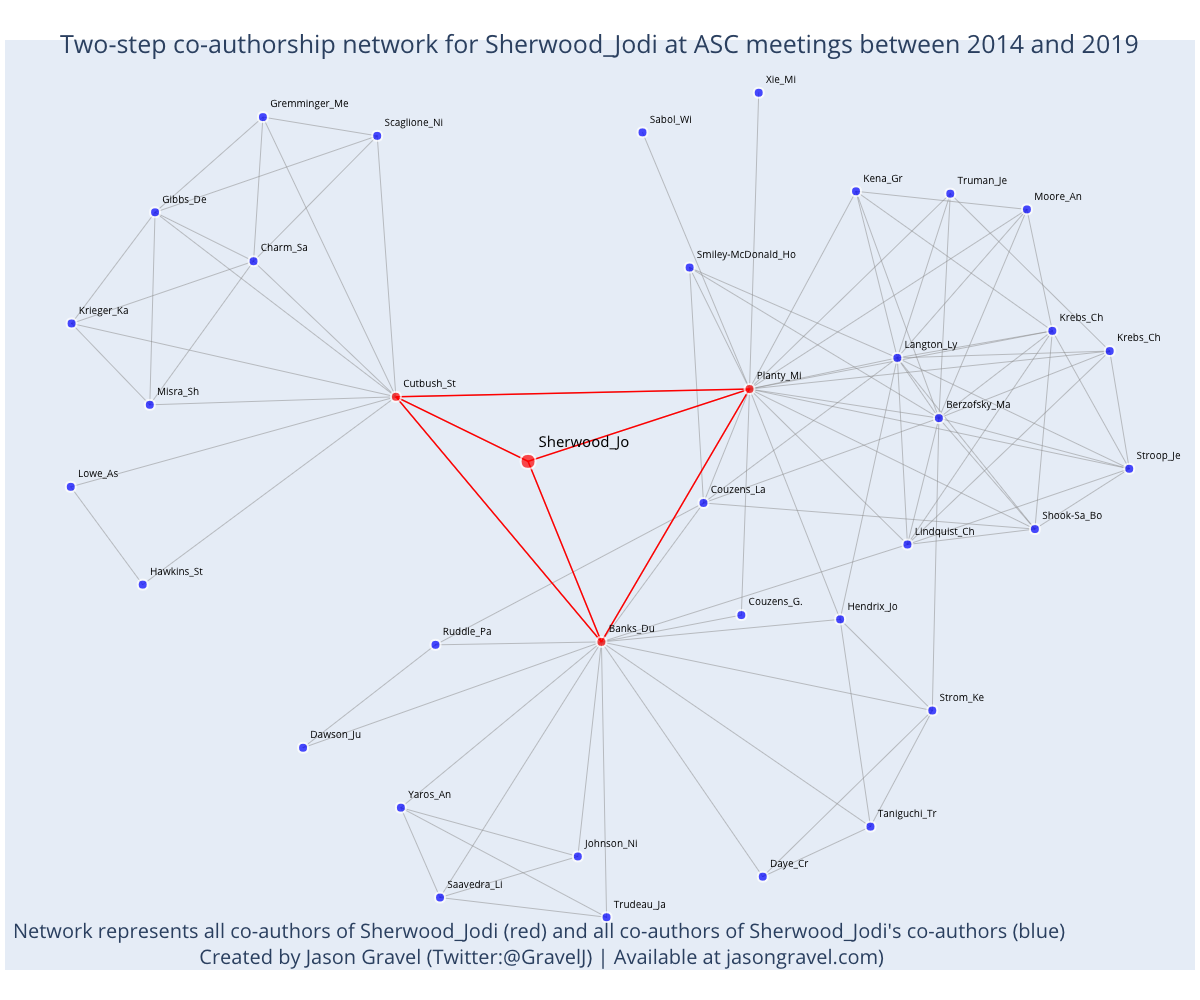 Two-step co-authorship network for Sherwood_Jodi at ASC meetings between 2014 and 2019
Xie_Mi
Gremminger_Me
Sabol_Wi
Scaglione_Ni
Kena_Gr
Truman_Je
Moore_An
Gibbs_De
Charm_Sa
Smiley-McDonald_Ho
Krieger_Ka
Krebs_Ch
Krebs_Ch
Langton_Ly
Planty_Mi
Cutbush_St
Misra_Sh
Berzofsky_Ma
Sherwood_Jo
Stroop_Je
Lowe_As
Couzens_La
Shook-Sa_Bo
Lindquist_Ch
Hawkins_St
Couzens_G.
Hendrix_Jo
Banks_Du
Ruddle_Pa
Strom_Ke
Dawson_Ju
Yaros_An
Taniguchi_Tr
Johnson_Ni
Daye_Cr
Saavedra_Li
Trudeau_Ja
Network represents all co-authors of Sherwood_Jodi (red) and all co-authors of Sherwood_Jodi's co-authors (blue)
Created by Jason Gravel (Twitter:@GravelJ) | Available at jasongravel.com)